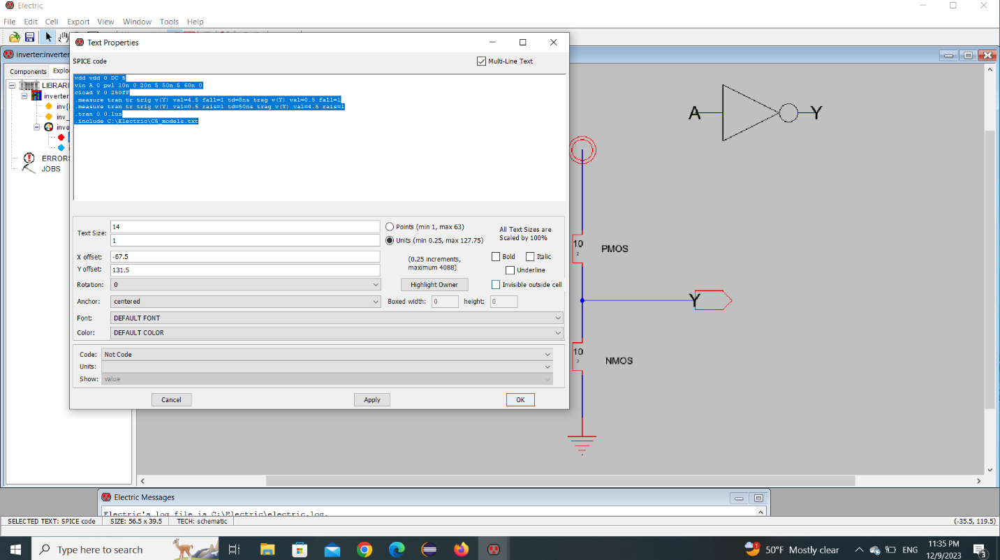 Electric
File Edit Cell Export View Window Tools Help
inverter:inverter
Text Properties
SPICE code
Multi-Line Text
Components Explo
LIBRARI
inverter
inv{
inv_
inve
ERRORS
JOBS
vdd vdd 0 DC 5
vin A 0 pwl 10n 0 20n 5 50n 5 60n 0
cload Y 0 250fF
.measure tran tr trig v(Y) val=4.5 fall=1 td=8ns trag v(Y) val=0.5 fall=1
.measure tran tr trig v(Y) val=0.5 rais=1 td=50ns trag v(Y) val=4.5 rais=1
.tran 0 0.1us
.include C:\Electric\C5_models.txt
Text Size:
14
1
Points (min 1, max 63)
Units (min 0.25, max 127.75)
All Text Sizes are
Scaled by 100%
X offset:
-67.5
Y offset:
131.5
(0.25 increments,
maximum 4088)
Bold
Italic
Underline
Rotation:
0
Highlight Owner
Invisible outside cell
Anchor:
centered
Boxed width:
0
height:
0
Font:
DEFAULT FONT
Color:
DEFAULT COLOR
Code:
Not Code
Units:
Show:
value
Cancel
Apply
OK
A
Y
10
2
PMOS
Y
10
2
NMOS
Electric Messages
Electric's log file is C:\Electric\electric.log.
SELECTED TEXT: SPICE code
SIZE: 56.5 x 39.5
TECH: schematic
(-35.5, 119.5)
Type here to search
1
50°F Mostly clear
ENG
11:35 PM
12/9/2023
3